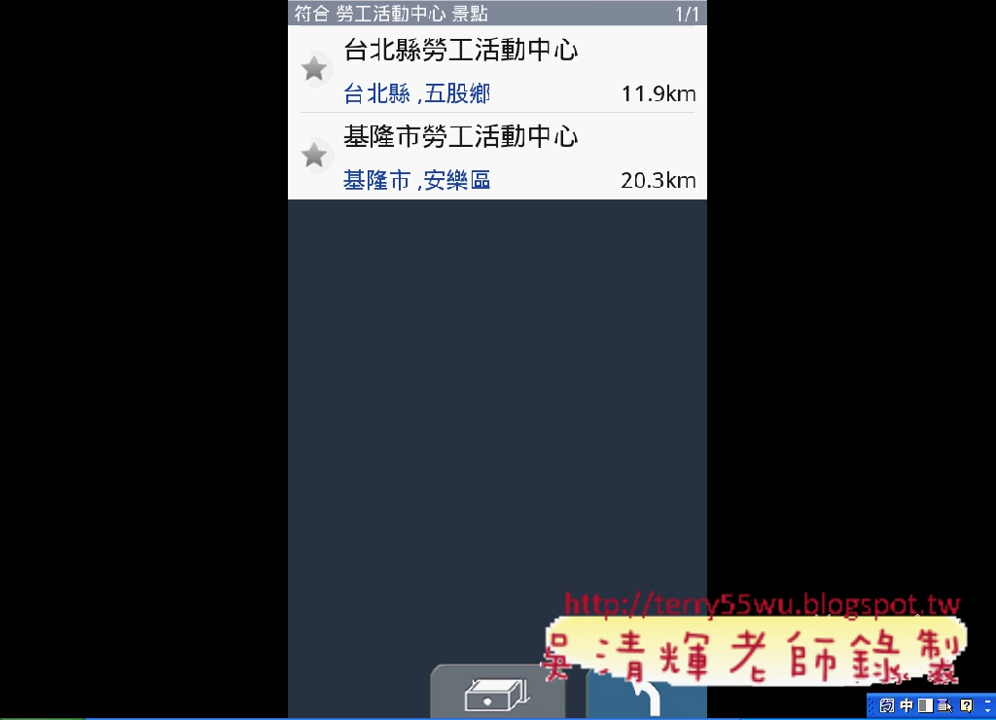 符合 勞工活動中心 景點 1/1
台北縣勞工活動中心
台北縣 ,五股鄉 11.9km
基隆市勞工活動中心
基隆市 ,安樂區 20.3km
http://terry55wu.blogspot.tw
吳清輝老師錄製
中